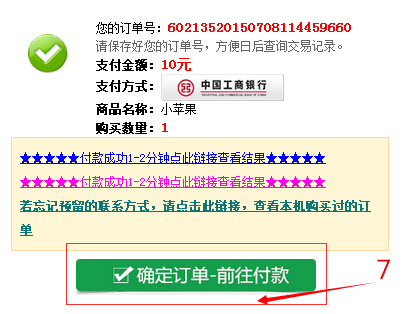 您的订单号：60213520150708114459660
请保存好您的订单号，方便日后查询交易记录。
支付金额：10元
支付方式：中国工商银行
商品名称：小苹果
购买数量：1
★★★★★付款成功1-2分钟点此链接查看结果★★★★★
★★★★★付款成功1-2分钟点此链接查看结果★★★★★
若忘记预留的联系方式，请点击此链接，查看本机购买过的订
单
确定订单-前往付款
7